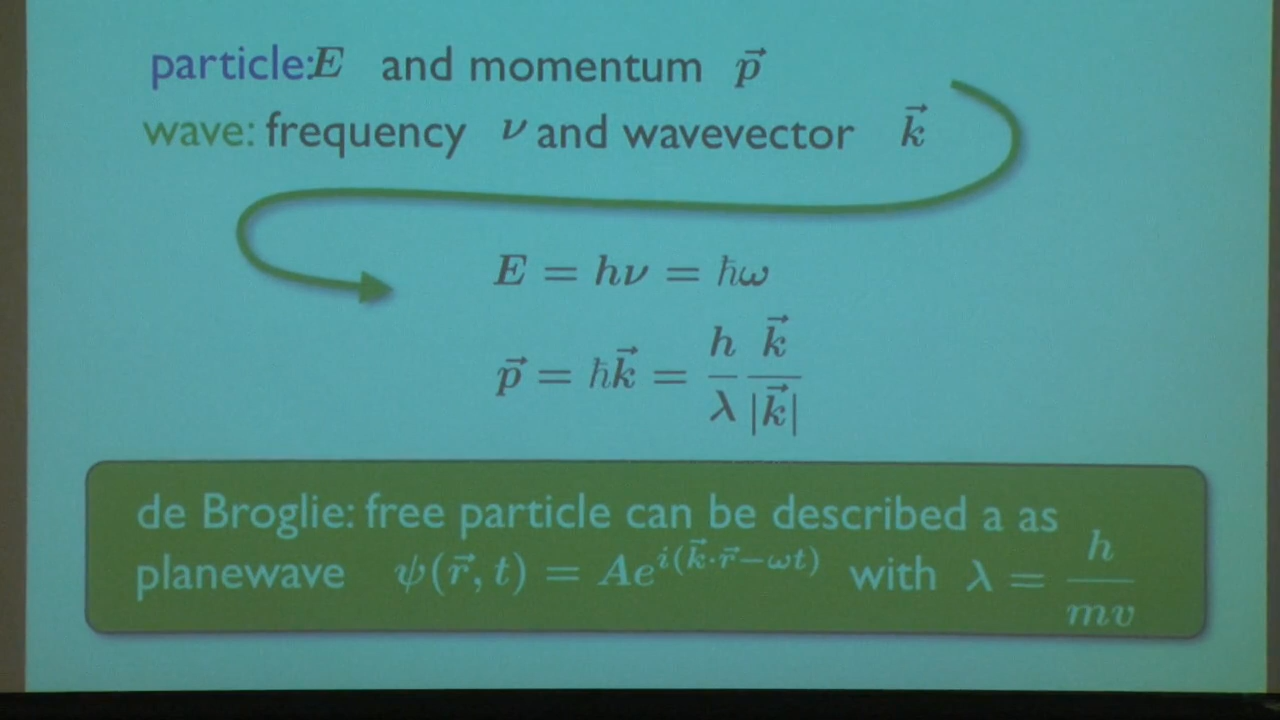 particle: E and momentum p⃗
wave: frequency ν and wavevector k⃗
E = hν = ħω
p⃗ = ħk⃗ = h/λ k⃗/|k⃗|
de Broglie: free particle can be described a as
planewave ψ(r⃗, t) = Ae^{i(k⃗·r⃗−ωt)} with λ = h/mv